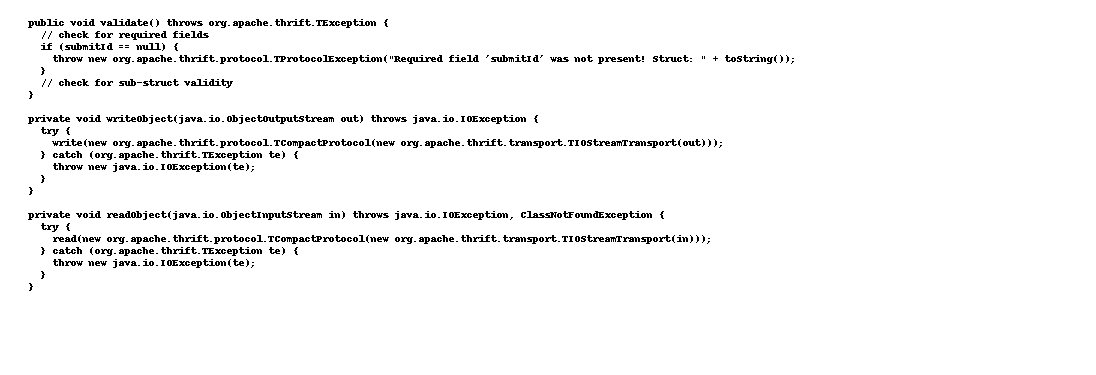 public void validate() throws org.apache.thrift.TException {
  // check for required fields
  if (submitId == null) {
    throw new org.apache.thrift.protocol.TProtocolException("Required field 'submitId' was not present! Struct: " + toString());
  }
  // check for sub-struct validity
}
private void writeObject(java.io.ObjectOutputStream out) throws java.io.IOException {
  try {
    write(new org.apache.thrift.protocol.TCompactProtocol(new org.apache.thrift.transport.TIOStreamTransport(out)));
  } catch (org.apache.thrift.TException te) {
    throw new java.io.IOException(te);
  }
}
private void readObject(java.io.ObjectInputStream in) throws java.io.IOException, ClassNotFoundException {
  try {
    read(new org.apache.thrift.protocol.TCompactProtocol(new org.apache.thrift.transport.TIOStreamTransport(in)));
  } catch (org.apache.thrift.TException te) {
    throw new java.io.IOException(te);
  }
}